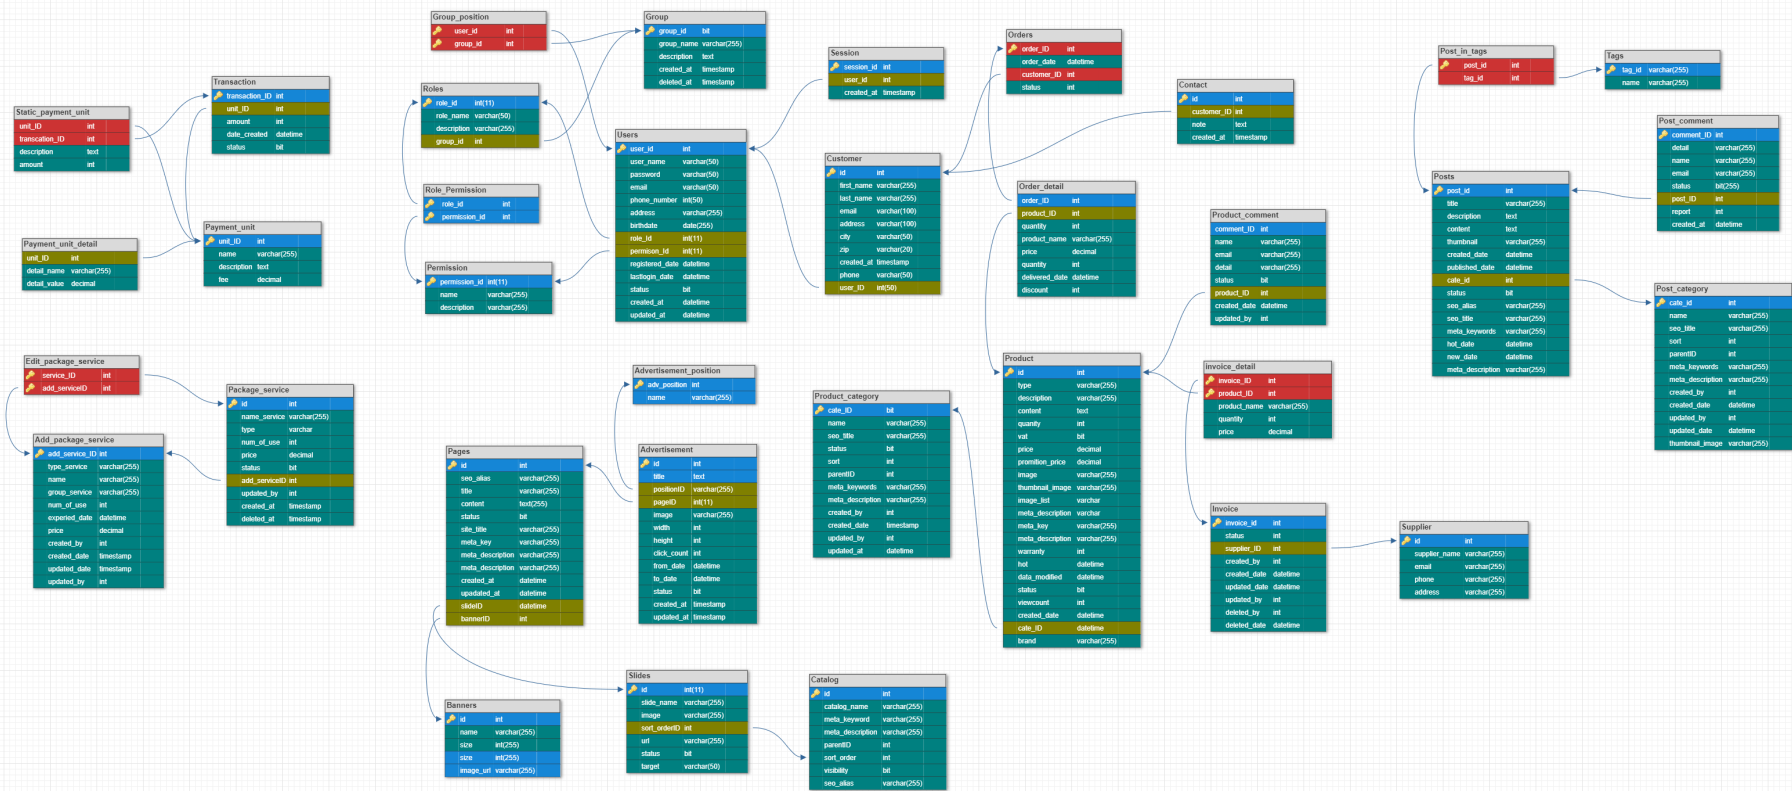 Group_position
user_id int
group_id int
Group
group_id bit
group_name varchar(255)
description text
created_at timestamp
deleted_at timestamp
Transaction
transaction_ID int
unit_ID int
amount int
date_created datetime
status bit
Static_payment_unit
unit_ID int
transcation_ID int
description text
amount int
Payment_unit_detail
unit_ID int
detail_name varchar(255)
detail_value decimal
Payment_unit
unit_ID int
name varchar(255)
description text
fee decimal
Roles
role_id int(11)
role_name varchar(50)
description varchar(255)
group_id int
Role_Permission
role_id int
permission_id int
Permission
permission_id int(11)
name varchar(255)
description varchar(255)
Users
user_id int
user_name varchar(50)
password varchar(50)
email varchar(50)
phone_number int(50)
address varchar(255)
birthdate date(255)
role_Id int(11)
permison_Id int(11)
registered_date datetime
lastlogin_date datetime
status bit
created_at datetime
updated_at datetime
Session
session_id int
user_id int
created_at timestamp
Customer
id int
first_name varchar(255)
last_name varchar(255)
email varchar(100)
address varchar(100)
city varchar(50)
zip varchar(20)
created_at timestamp
phone varchar(50)
user_ID int(50)
Orders
order_ID int
order_date datetime
customer_ID int
status int
Contact
id int
customer_ID int
note text
created_at timestamp
Order_detail
order_ID int
product_ID int
quantity int
product_name varchar(255)
price decimal
quantity int
delivered_date datetime
discount int
Product_comment
comment_ID int
name varchar(255)
email varchar(255)
detail varchar(255)
status bit
product_ID int
created_date datetime
updated_by int
Post_in_tags
post_id int
tag_id int
Tags
tag_id varchar(255)
name varchar(255)
Post_comment
comment_ID int
detail varchar(255)
name varchar(255)
email varchar(255)
status bit(255)
post_ID int
report int
created_at datetime
Posts
post_id int
title varchar(255)
description text
content text
thumbnail varchar(255)
created_date datetime
published_date datetime
cate_id int
status bit
seo_alias varchar(255)
seo_title varchar(255)
meta_keywords varchar(255)
hot_date datetime
new_date datetime
meta_description varchar(255)
Post_category
cate_id int
name varchar(255)
seo_title varchar(255)
sort int
parentID int
meta_keywords varchar(255)
meta_description varchar(255)
created_by int
created_date datetime
updated_by int
updated_date datetime
thumbnail_image varchar(255)
Edit_package_service
service_ID int
add_serviceID int
Package_service
id int
name_service varchar(255)
type varchar
num_of_use int
price decimal
status bit
add_serviceID int
updated_by int
created_at timestamp
deleted_at timestamp
Add_package_service
add_service_ID int
type_service varchar(255)
name varchar(255)
group_service varchar(255)
num_of_use int
experied_date datetime
price decimal
created_by int
created_date timestamp
updated_date timestamp
updated_by int
Advertisement_position
adv_position int
name varchar(255)
Advertisement
id int
title text
positionID varchar(255)
pageID int(11)
image varchar(255)
width int
height int
click_count int
from_date datetime
to_date datetime
status bit
created_at timestamp
updated_at timestamp
Pages
id int
seo_alias varchar(255)
title varchar(255)
content text(255)
status bit
site_title varchar(255)
meta_key varchar(255)
meta_description varchar(255)
meta_description varchar(255)
created_at datetime
upadated_at datetime
slideID datetime
bannerID int
Product_category
cate_ID bit
name varchar(255)
seo_title varchar(255)
status bit
sort int
parentID int
meta_keywords varchar(255)
meta_description varchar(255)
created_by int
created_date timestamp
updated_by int
updated_at datetime
Product
id int
type varchar(255)
description varchar(255)
content text
quanity int
vat bit
price decimal
promition_price decimal
image varchar(255)
thumbnail_image varchar(255)
image_list varchar
meta_description varchar
meta_key varchar(255)
meta_description varchar(255)
warranty int
hot datetime
data_modified datetime
status bit
viewcount int
created_date datetime
cate_ID datetime
brand varchar(255)
invoice_detail
invoice_ID int
product_ID int
product_name varchar(255)
quantity int
price decimal
Invoice
invoice_id int
status int
supplier_ID int
created_by int
created_date datetime
updated_date datetime
updated_by int
deleted_by int
deleted_date datetime
Supplier
id int
supplier_name varchar(255)
email varchar(255)
phone varchar(255)
address varchar(255)
Banners
id int
name varchar(255)
size int(255)
size int(255)
image_url varchar(255)
Slides
id int(11)
slide_name varchar(255)
image varchar(255)
sort_orderID int
url varchar(255)
status bit
target varchar(50)
Catalog
id int
catalog_name varchar(255)
meta_keyword varchar(255)
meta_description varchar(255)
parentID int
sort_order int
visibility bit
seo_alias varchar(255)